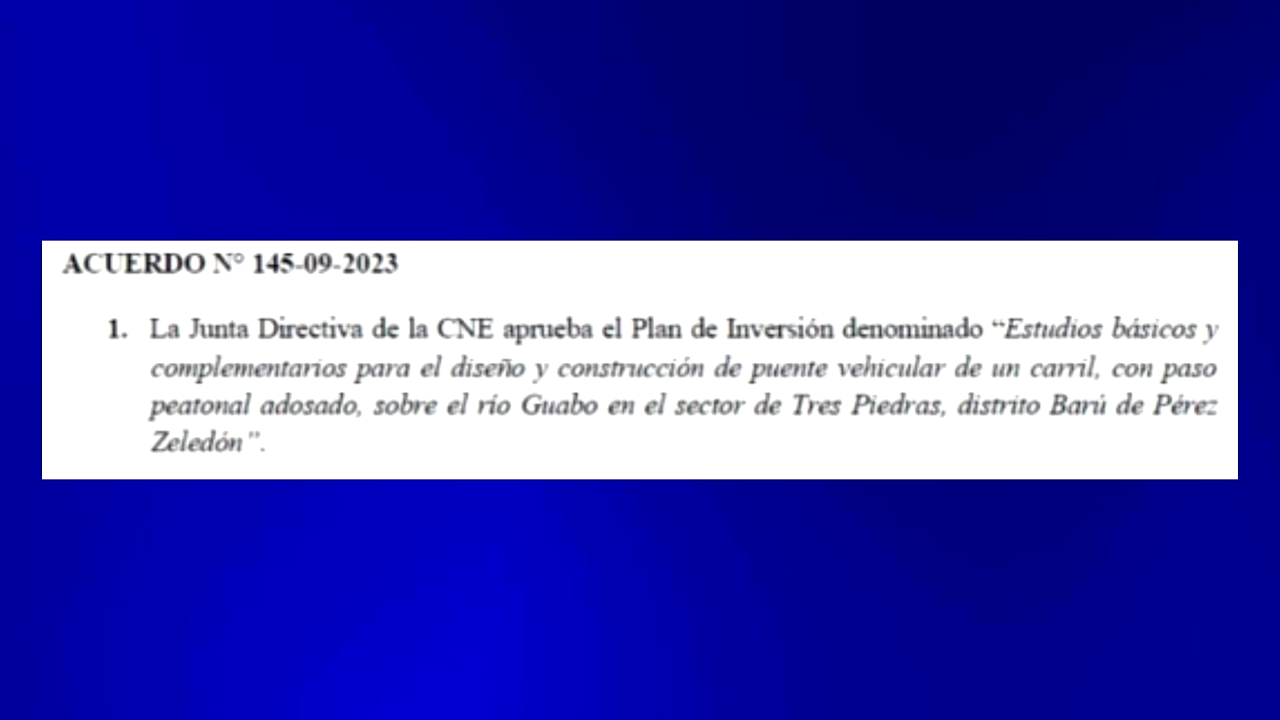 ACUERDO N° 145-09-2023
1. La Junta Directiva de la CNE aprueba el Plan de Inversión denominado “Estudios básicos y
complementarios para el diseño y construcción de puente vehicular de un carril, con paso
peatonal adosado, sobre el río Guabo en el sector de Tres Piedras, distrito Barú de Pérez
Zeledón”.